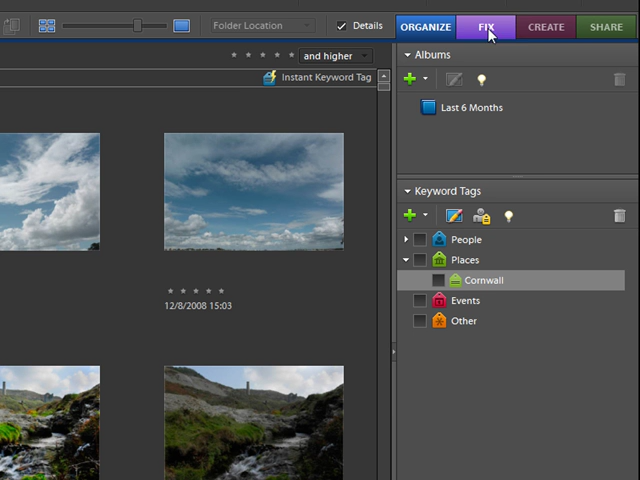 Folder Location
Details
ORGANIZE
FIX
CREATE
SHARE
and higher
Albums
Instant Keyword Tag
Last 6 Months
Keyword Tags
People
Places
Cornwall
Events
Other
12/8/2008 15:03